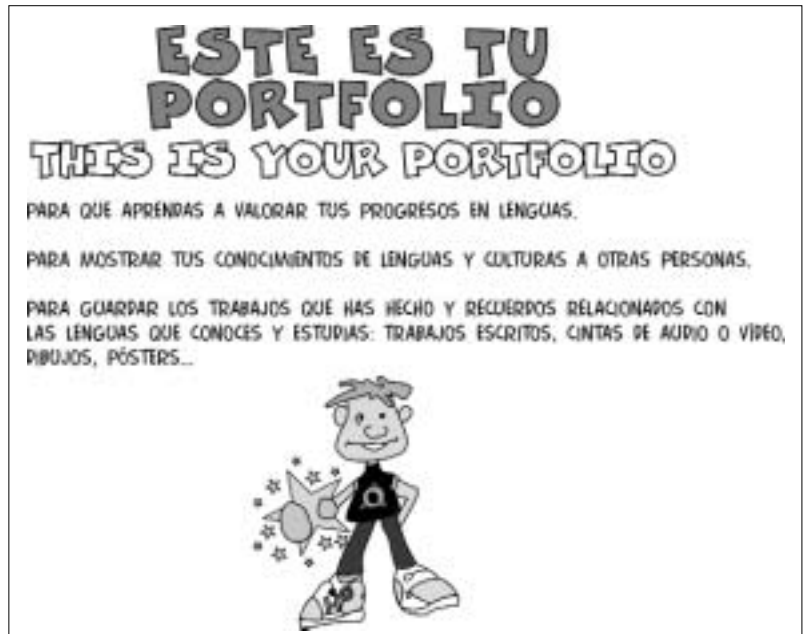 ESTE ES TU
PORTFOLIO
THIS IS YOUR PORTFOLIO
PARA QUE APRENDAS A VALORAR TUS PROGRESOS EN LENGUAS.
PARA MOSTRAR TUS CONOCIMIENTOS DE LENGUAS Y CULTURAS A OTRAS PERSONAS.
PARA GUARDAR LOS TRABAJOS QUE HAS HECHO Y RECUERDOS RELACIONADOS CON
LAS LENGUAS QUE CONOCES Y ESTUDIAS: TRABAJOS ESCRITOS, CINTAS DE AUDIO O VÍDEO,
DIBUJOS, PÓSTERS...